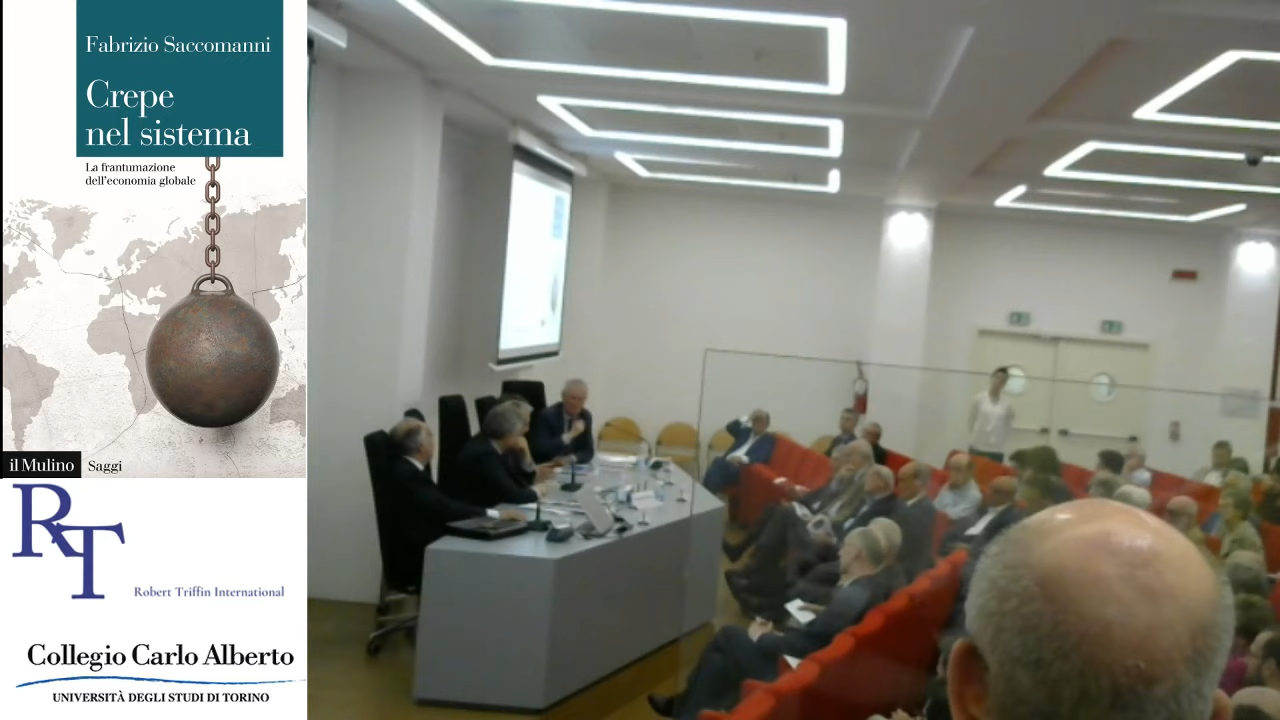 Fabrizio Saccomanni
Crepe
nel sistema
La frantumazione
dell'economia globale
il Mulino Saggi
RT
Robert Triffin International
Collegio Carlo Alberto
UNIVERSITÀ DEGLI STUDI DI TORINO